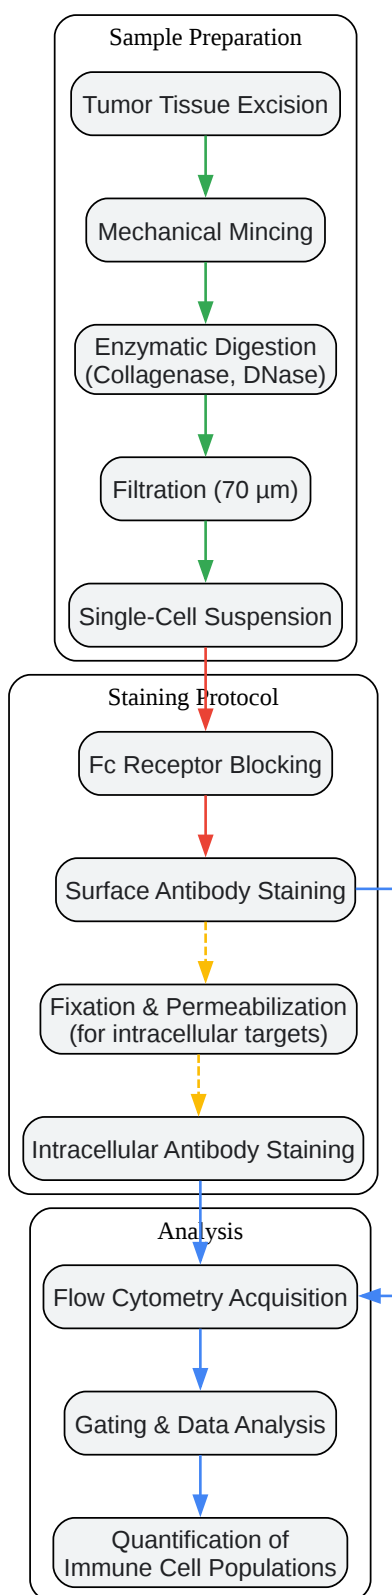 Sample Preparation
Tumor Tissue Excision
Mechanical Mincing
Enzymatic Digestion
(Collagenase, DNase)
Filtration (70 µm)
Single-Cell Suspension
Staining Protocol
Fc Receptor Blocking
Surface Antibody Staining
Fixation & Permeabilization
(for intracellular targets)
Intracellular Antibody Staining
Analysis
Flow Cytometry Acquisition
Gating & Data Analysis
Quantification of
Immune Cell Populations